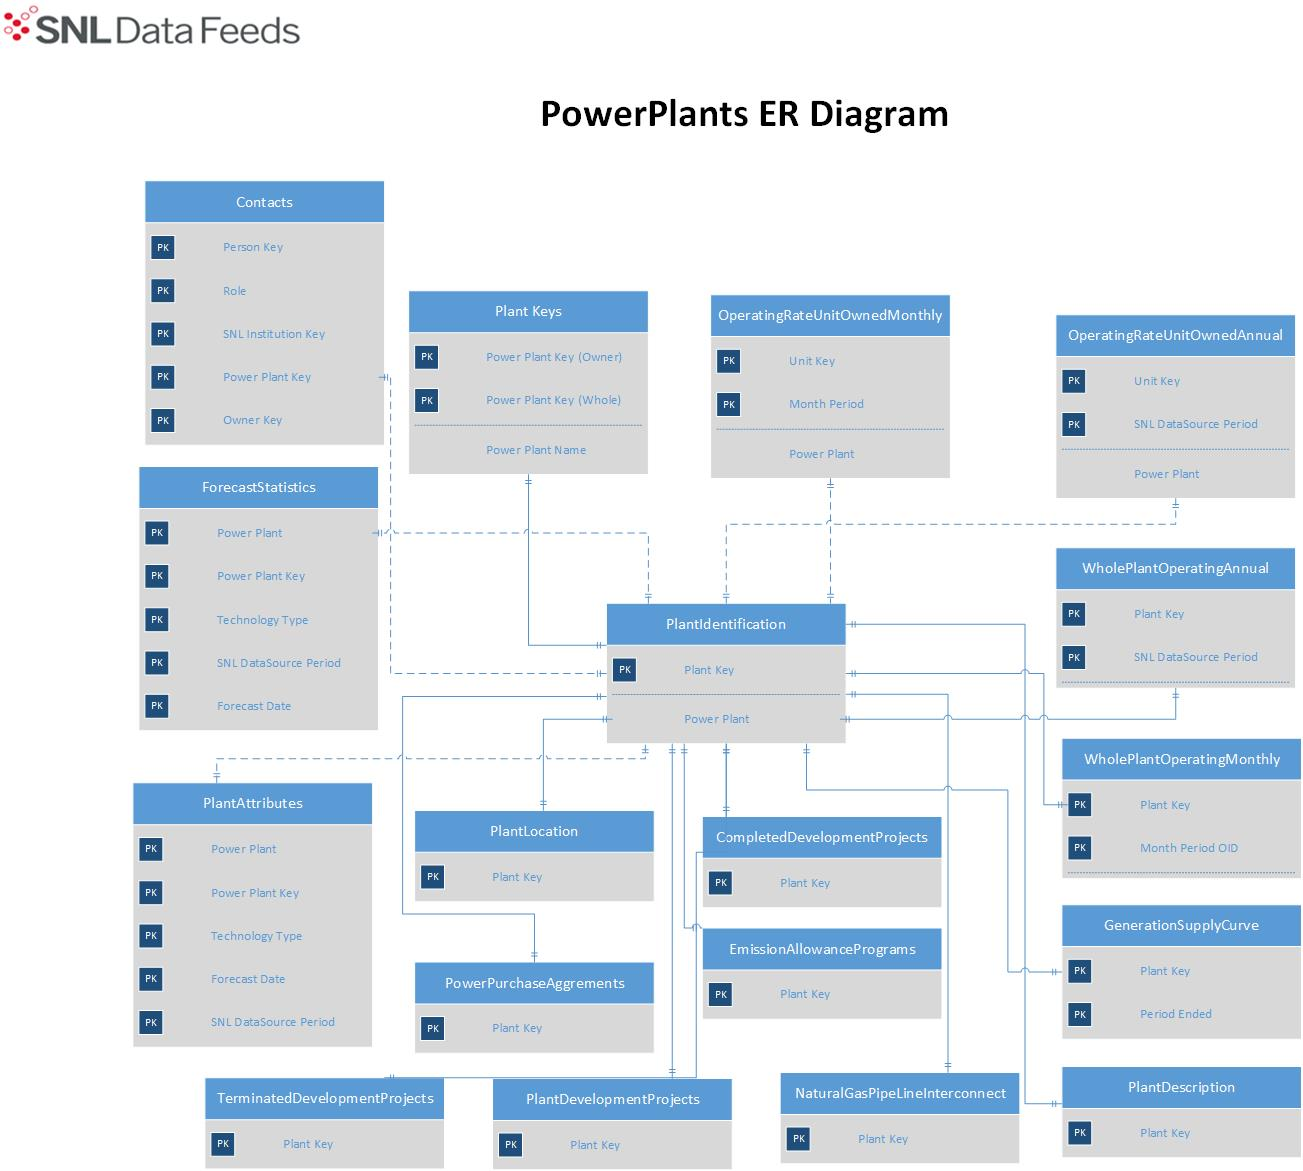 SNL Data Feeds
PowerPlants ER Diagram
Contacts
PK Person Key
PK Role
PK SNL Institution Key
PK Power Plant Key
PK Owner Key
Plant Keys
PK Power Plant Key (Owner)
PK Power Plant Key (Whole)
Power Plant Name
OperatingRateUnitOwnedMonthly
PK Unit Key
PK Month Period
Power Plant
OperatingRateUnitOwnedAnnual
PK Unit Key
PK SNL DataSource Period
Power Plant
ForecastStatistics
PK Power Plant
PK Power Plant Key
PK Technology Type
PK SNL DataSource Period
PK Forecast Date
PlantIdentification
PK Plant Key
Power Plant
WholePlantOperatingAnnual
PK Plant Key
PK SNL DataSource Period
WholePlantOperatingMonthly
PK Plant Key
PK Month Period OID
PlantAttributes
PK Power Plant
PK Power Plant Key
PK Technology Type
PK Forecast Date
PK SNL DataSource Period
PlantLocation
PK Plant Key
CompletedDevelopmentProjects
PK Plant Key
GenerationSupplyCurve
PK Plant Key
PK Period Ended
EmissionAllowancePrograms
PK Plant Key
PowerPurchaseAggrements
PK Plant Key
TerminatedDevelopmentProjects
PK Plant Key
PlantDevelopmentProjects
PK Plant Key
NaturalGasPipeLineInterconnect
PK Plant Key
PlantDescription
PK Plant Key